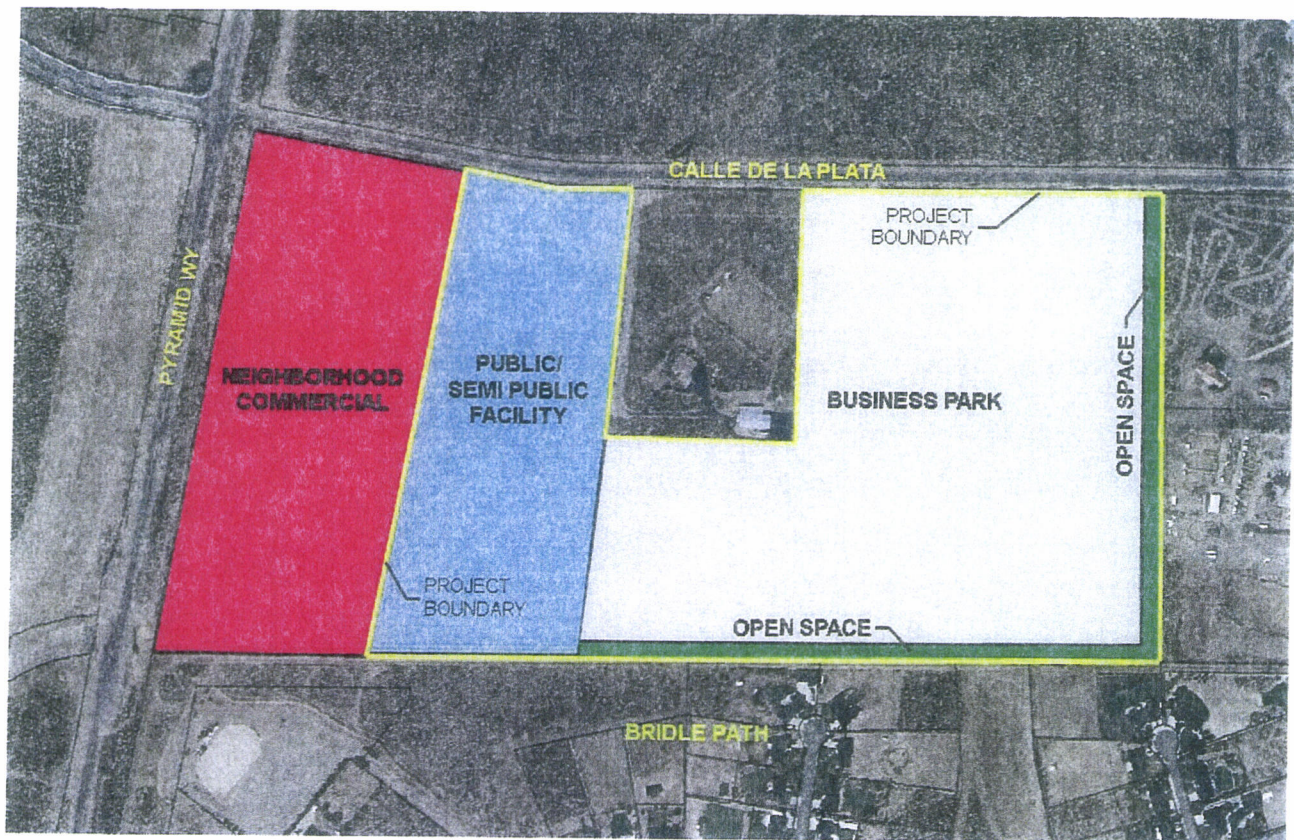 CALLE DE LA PLATA
PROJECT
BOUNDARY
PYRAMID WY
NEIGHBORHOOD
COMMERCIAL
PUBLIC/
SEMI PUBLIC
FACILITY
BUSINESS PARK
OPEN SPACE
PROJECT
BOUNDARY
OPEN SPACE
BRIDLE PATH